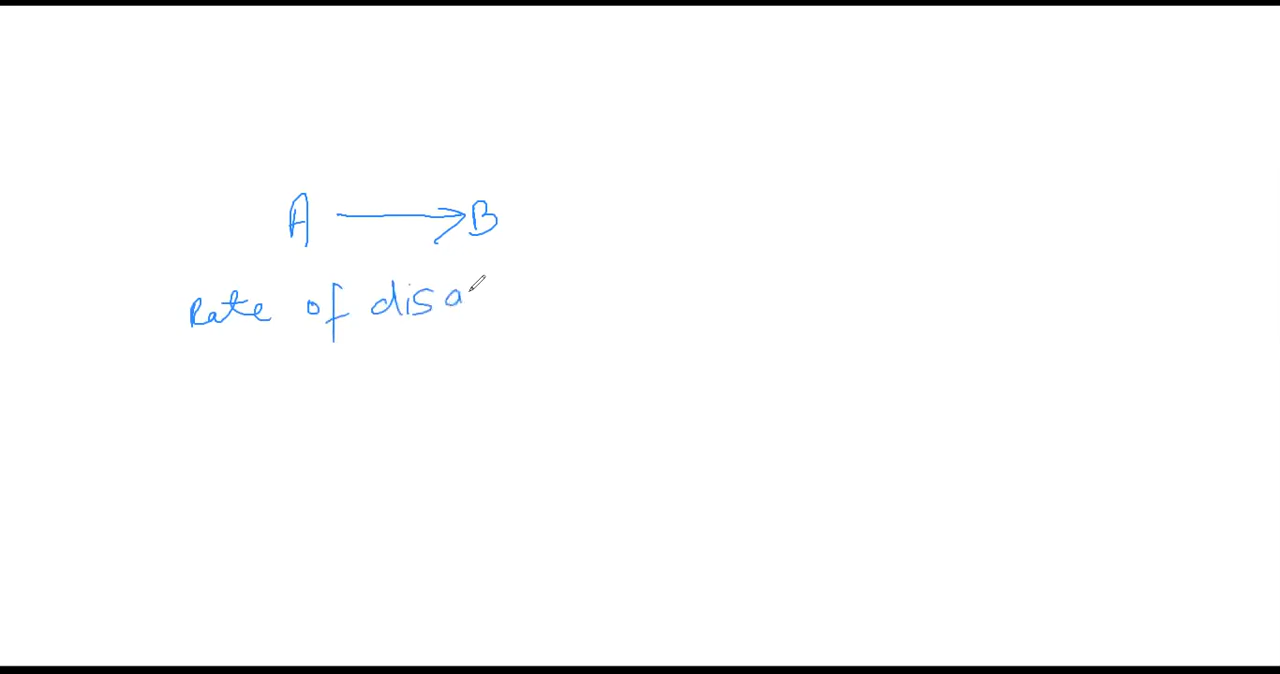 A → B
Rate of disa